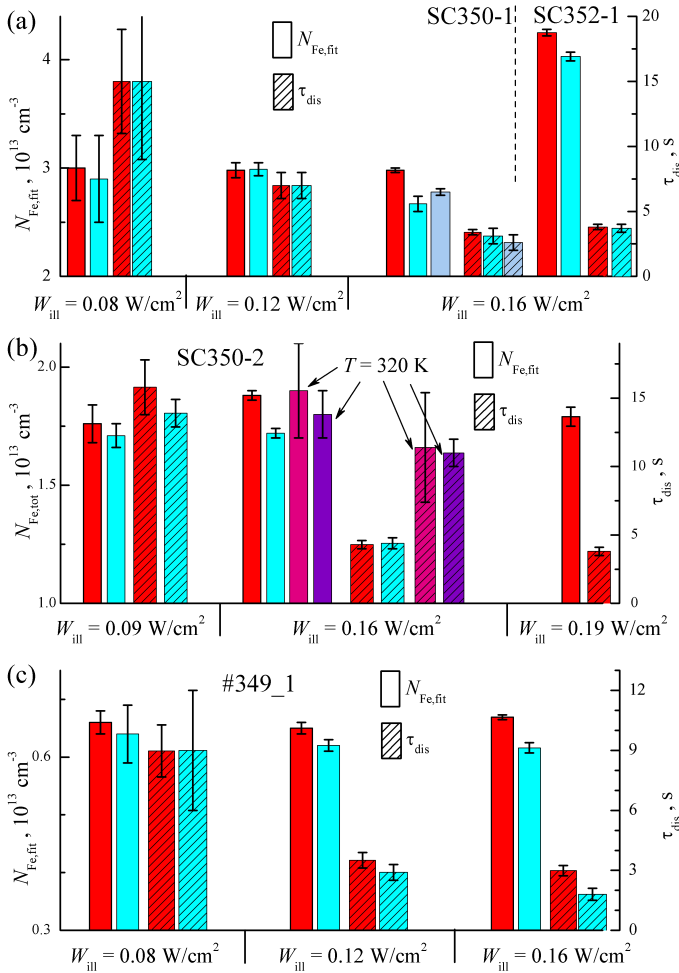 (a)
SC350-1
SC352-1
N_Fe,fit
τ_dis
N_Fe,fit , 10^13 cm^-3
4
3
2
20
15
10
5
0
τ_dis , s
W_ill = 0.08 W/cm^2
W_ill = 0.12 W/cm^2
W_ill = 0.16 W/cm^2
(b)
SC350-2
T = 320 K
N_Fe,fit
τ_dis
N_Fe,tot , 10^13 cm^-3
2.0
1.5
1.0
15
10
5
0
τ_dis , s
W_ill = 0.09 W/cm^2
W_ill = 0.16 W/cm^2
W_ill = 0.19 W/cm^2
(c)
#349_1
N_Fe,fit
τ_dis
N_Fe,fit , 10^13 cm^-3
0.6
0.3
12
9
6
3
0
τ_dis , s
W_ill = 0.08 W/cm^2
W_ill = 0.12 W/cm^2
W_ill = 0.16 W/cm^2